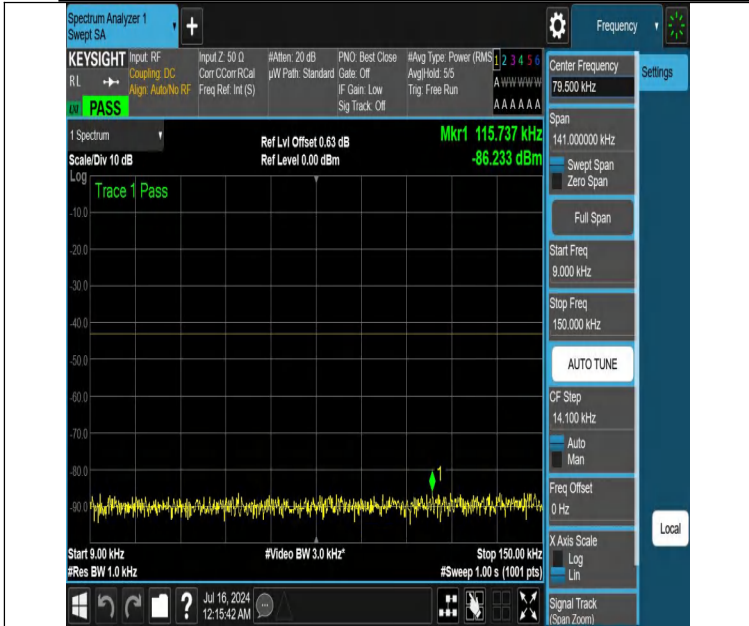 Spectrum Analyzer 1
Swept SA
Frequency
KEYSIGHT
RL
PASS
Input: RF
Coupling: DC
Align: Auto/No RF
Input Z: 50 Ω
Corr CCorr RCal
Freq Ref: Int (S)
#Atten: 20 dB
µW Path: Standard
PNO: Best Close
Gate: Off
IF Gain: Low
Sig Track: Off
#Avg Type: Power (RMS
Avg|Hold: 5/5
Trig: Free Run
1 2 3 4 5 6
A W W W W W
A A A A A A
1 Spectrum
Scale/Div 10 dB
Ref Lvl Offset 0.63 dB
Ref Level 0.00 dBm
Mkr1 115.737 kHz
-86.233 dBm
Log
Trace 1 Pass
-10.0
-20.0
-30.0
-40.0
-50.0
-60.0
-70.0
-80.0
-90.0
1
Start 9.00 kHz
#Res BW 1.0 kHz
#Video BW 3.0 kHz*
Stop 150.00 kHz
#Sweep 1.00 s (1001 pts)
Jul 16, 2024
12:15:42 AM
Center Frequency
79.500 kHz
Settings
Span
141.000000 kHz
Swept Span
Zero Span
Full Span
Start Freq
9.000 kHz
Stop Freq
150.000 kHz
AUTO TUNE
CF Step
14.100 kHz
Auto
Man
Freq Offset
0 Hz
Local
X Axis Scale
Log
Lin
Signal Track
(Span Zoom)